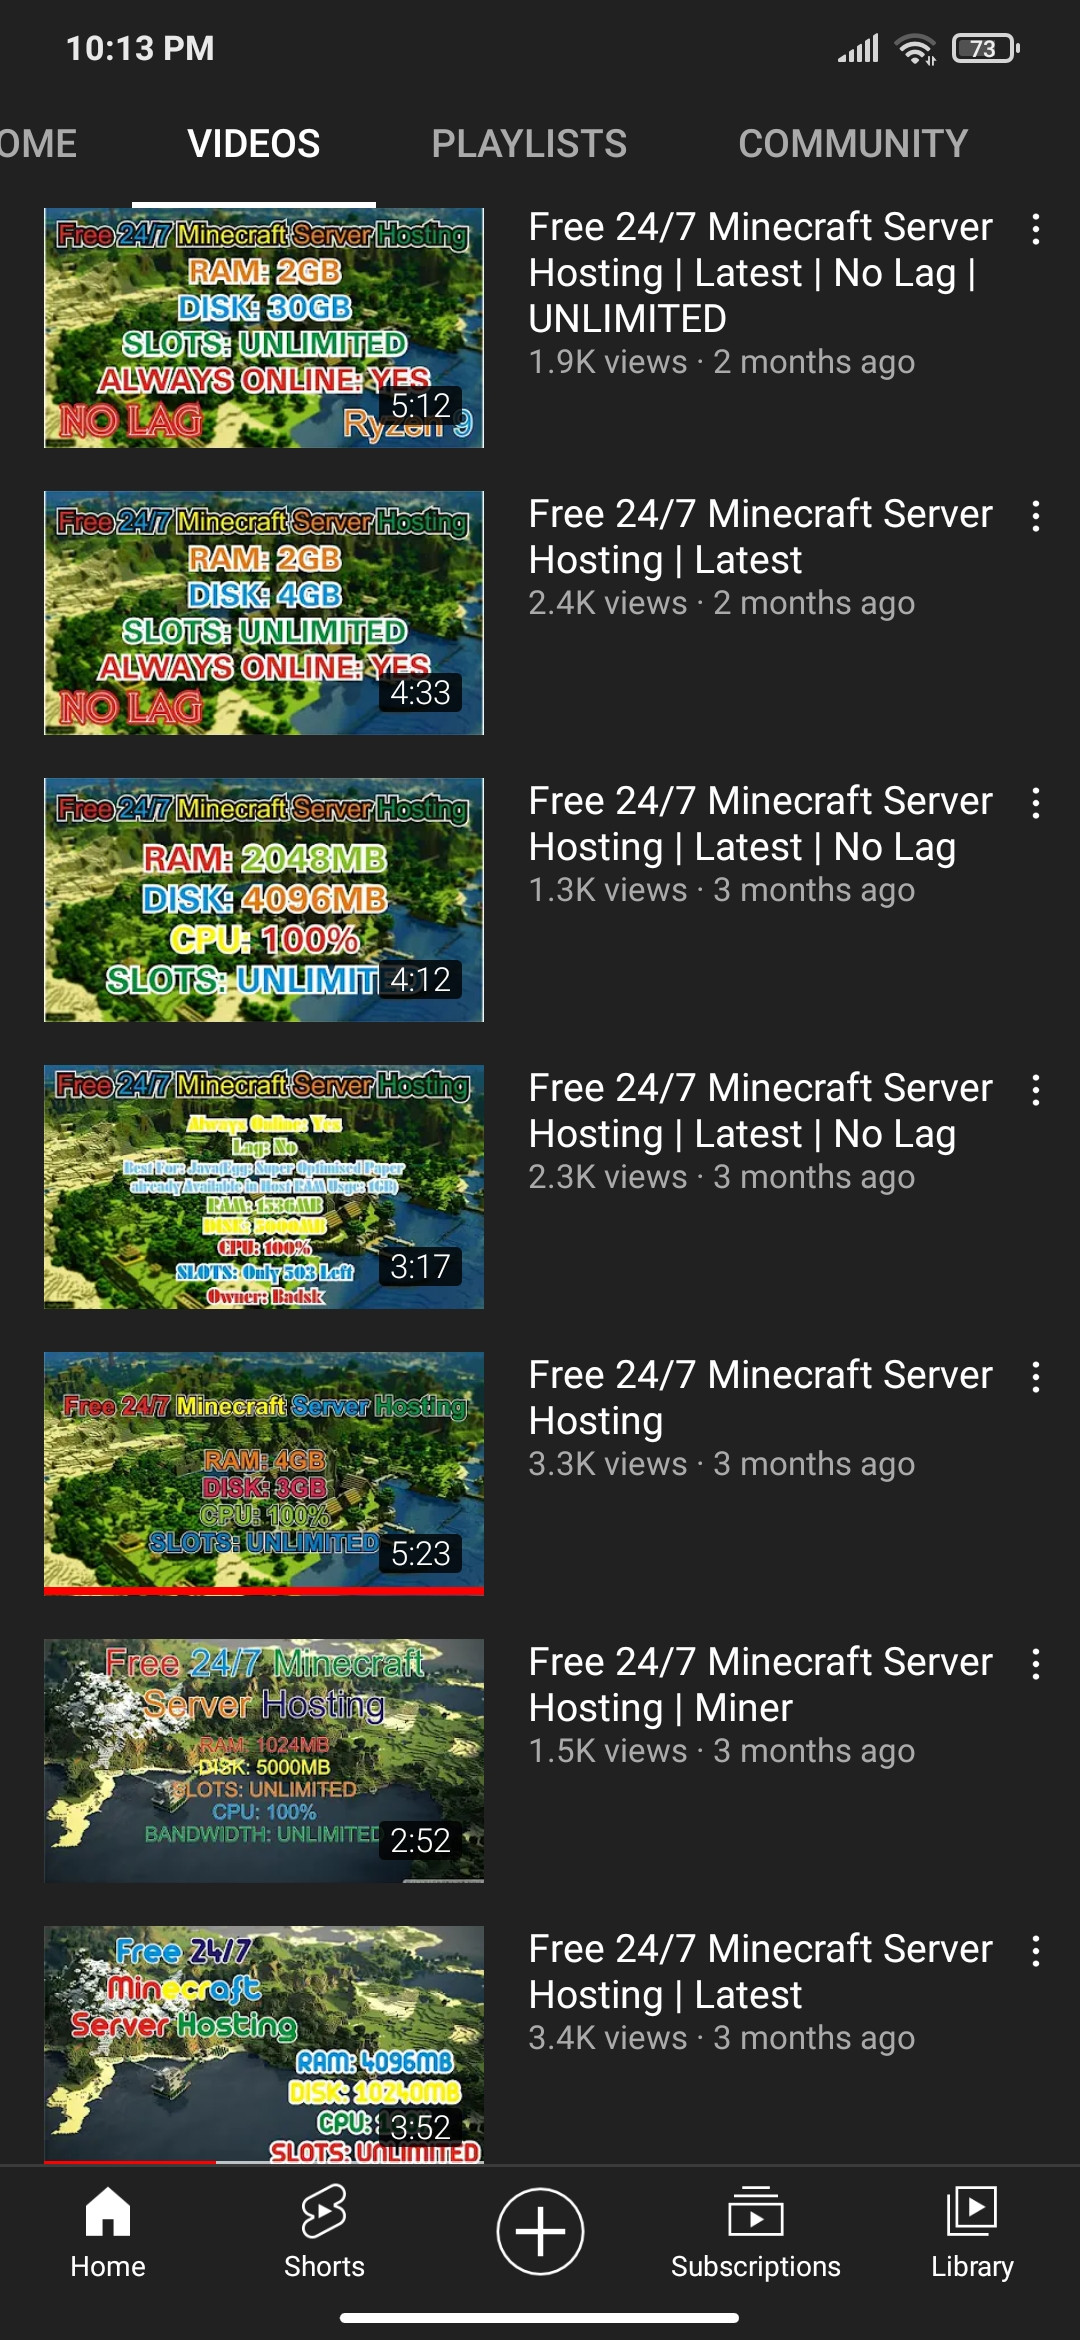 10:13 PM
73
OME VIDEOS PLAYLISTS COMMUNITY
Free 24/7 Minecraft Server Hosting
RAM: 2GB
DISK: 30GB
SLOTS: UNLIMITED
ALWAYS ONLINE: YES
NO LAG
Ryzen 9
5:12
Free 24/7 Minecraft Server
Hosting | Latest | No Lag |
UNLIMITED
1.9K views · 2 months ago
Free 24/7 Minecraft Server Hosting
RAM: 2GB
DISK: 4GB
SLOTS: UNLIMITED
ALWAYS ONLINE: YES
NO LAG
4:33
Free 24/7 Minecraft Server
Hosting | Latest
2.4K views · 2 months ago
Free 24/7 Minecraft Server Hosting
RAM: 2048MB
DISK: 4096MB
CPU: 100%
SLOTS: UNLIMIT
4:12
Free 24/7 Minecraft Server
Hosting | Latest | No Lag
1.3K views · 3 months ago
Free 24/7 Minecraft Server Hosting
Always Online: Yes
Lag: No
Best For: Java(Egg: Super Optimised Paper
already Available in Host RAM Usge: 1GB)
RAM: 1536MB
DISK: 5000MB
CPU: 100%
SLOTS: Only 503 Left
Owner: Badsk
3:17
Free 24/7 Minecraft Server
Hosting | Latest | No Lag
2.3K views · 3 months ago
Free 24/7 Minecraft Server Hosting
RAM: 4GB
DISK: 3GB
CPU: 100%
SLOTS: UNLIMITED
5:23
Free 24/7 Minecraft Server
Hosting
3.3K views · 3 months ago
Free 24/7 Minecraft
Server Hosting
RAM: 1024MB
DISK: 5000MB
SLOTS: UNLIMITED
CPU: 100%
BANDWIDTH: UNLIMITED
2:52
Free 24/7 Minecraft Server
Hosting | Miner
1.5K views · 3 months ago
Free 24/7
Minecraft
Server Hosting
RAM: 4096MB
DISK: 10240MB
CPU:
SLOTS: UNLIMITED
3:52
Free 24/7 Minecraft Server
Hosting | Latest
3.4K views · 3 months ago
Home Shorts Subscriptions Library